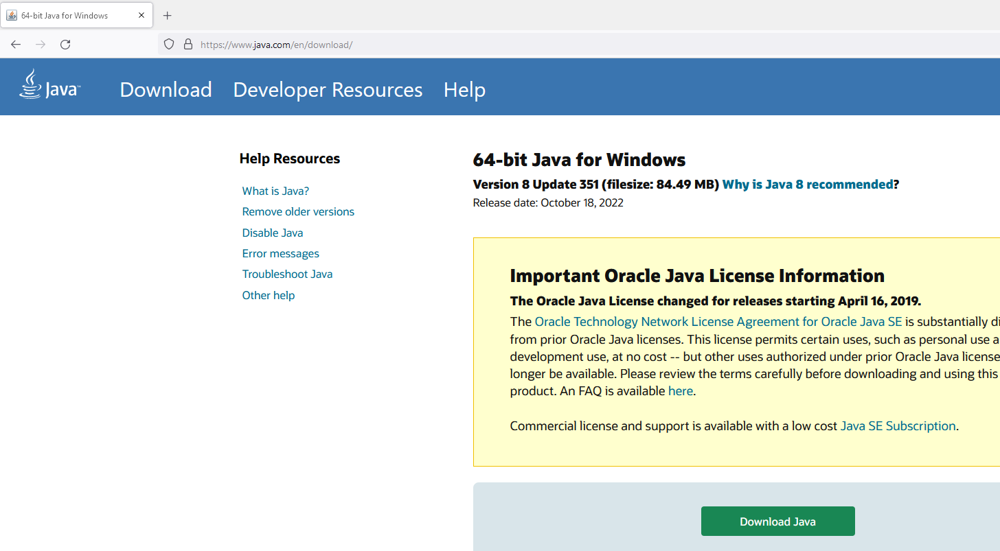 64-bit Java for Windows
https://www.java.com/en/download/
Java™
Download Developer Resources Help
Help Resources
What is Java?
Remove older versions
Disable Java
Error messages
Troubleshoot Java
Other help
64-bit Java for Windows
Version 8 Update 351 (filesize: 84.49 MB) Why is Java 8 recommended?
Release date: October 18, 2022
Important Oracle Java License Information
The Oracle Java License changed for releases starting April 16, 2019.
The Oracle Technology Network License Agreement for Oracle Java SE is substantially di
from prior Oracle Java licenses. This license permits certain uses, such as personal use a
development use, at no cost -- but other uses authorized under prior Oracle Java license
longer be available. Please review the terms carefully before downloading and using this
product. An FAQ is available here.
Commercial license and support is available with a low cost Java SE Subscription.
Download Java